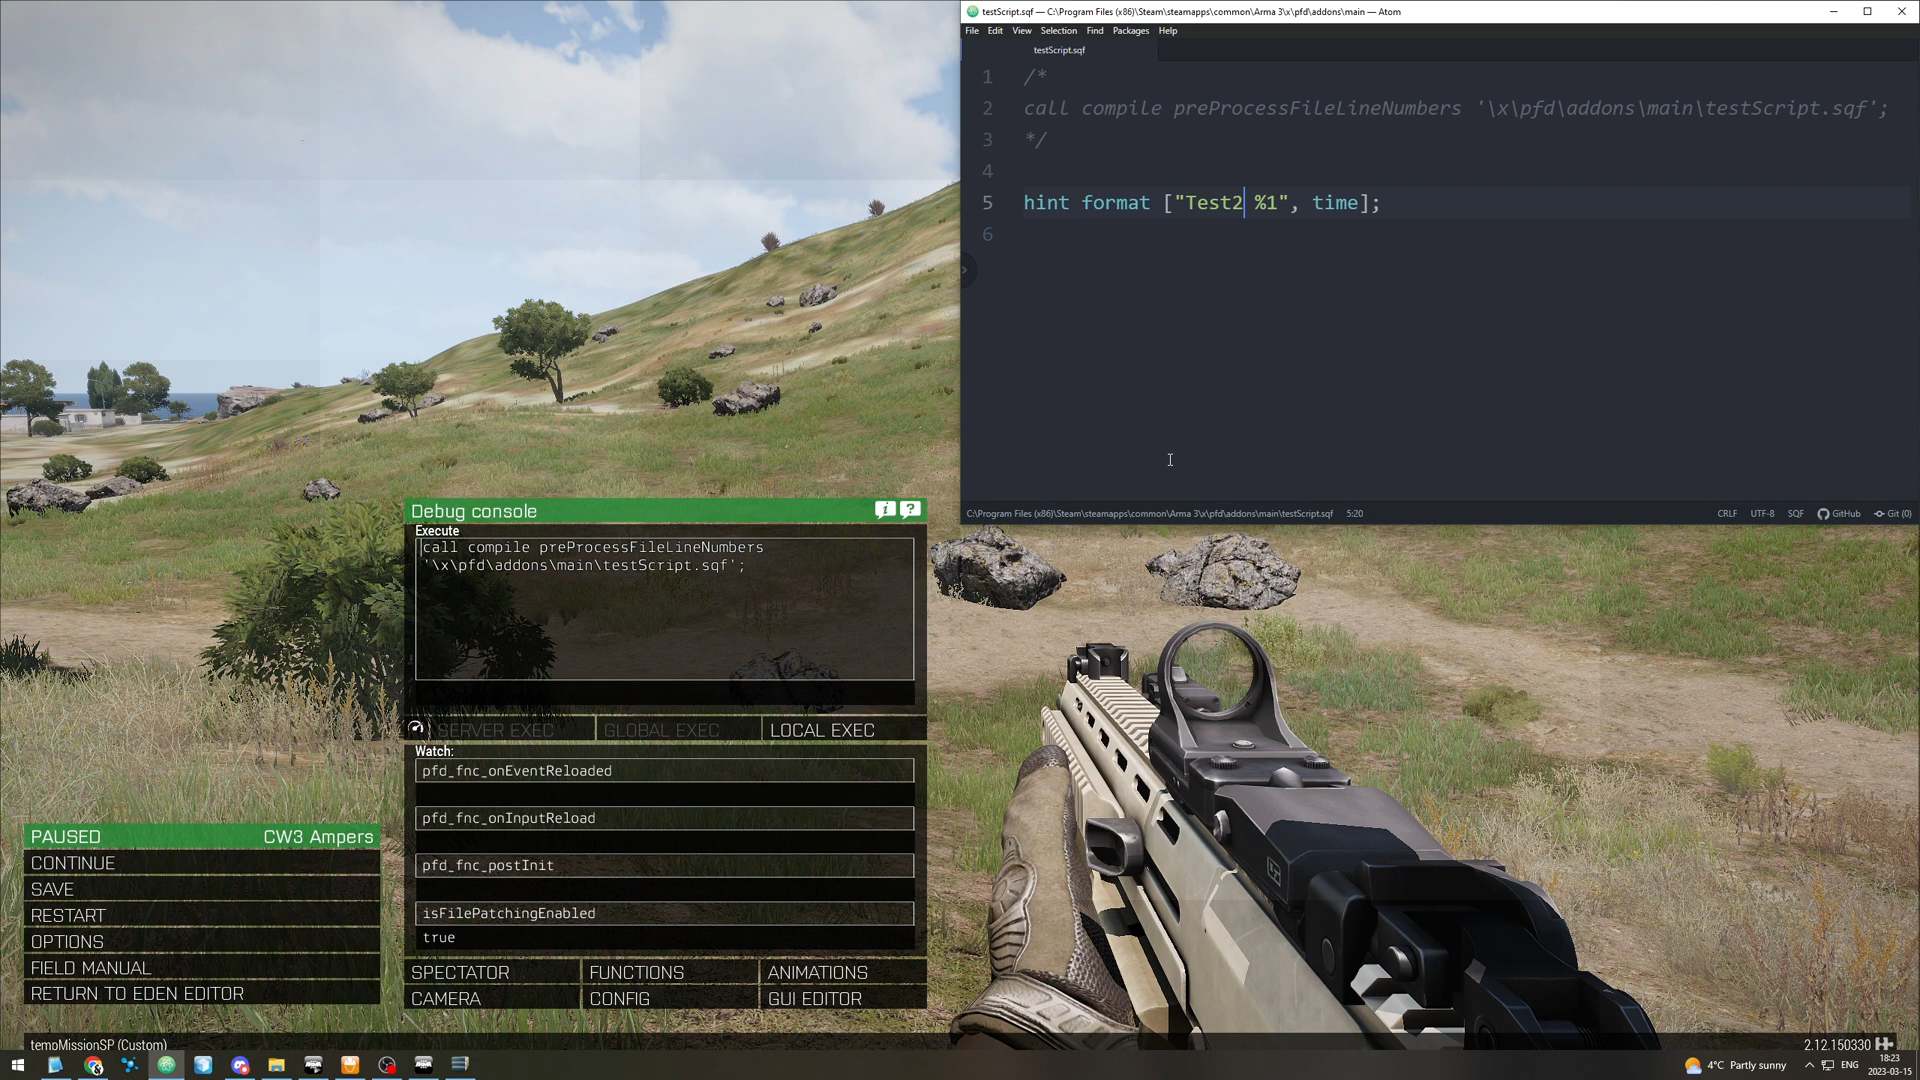 testScript.sqf — C:\Program Files (x86)\Steam\steamapps\common\Arma 3\x\pfd\addons\main — Atom
File Edit View Selection Find Packages Help
testScript.sqf
1 /*
2 call compile preProcessFileLineNumbers '\x\pfd\addons\main\testScript.sqf';
3 */
4
5 hint format ["Test2 %1", time];
6
C:\Program Files (x86)\Steam\steamapps\common\Arma 3\x\pfd\addons\main\testScript.sqf 5:20 CRLF UTF-8 SQF GitHub Git (0)
Debug console
Execute
call compile preProcessFileLineNumbers
'\x\pfd\addons\main\testScript.sqf';
SERVER EXEC GLOBAL EXEC LOCAL EXEC
Watch:
pfd_fnc_onEventReloaded
pfd_fnc_onInputReload
pfd_fnc_postInit
isFilePatchingEnabled
true
SPECTATOR FUNCTIONS ANIMATIONS
CAMERA CONFIG GUI EDITOR
PAUSED CW3 Ampers
CONTINUE
SAVE
RESTART
OPTIONS
FIELD MANUAL
RETURN TO EDEN EDITOR
tempMissionSP (Custom)
2.12.150330
4°C Partly sunny ENG
18:23
2023-03-15